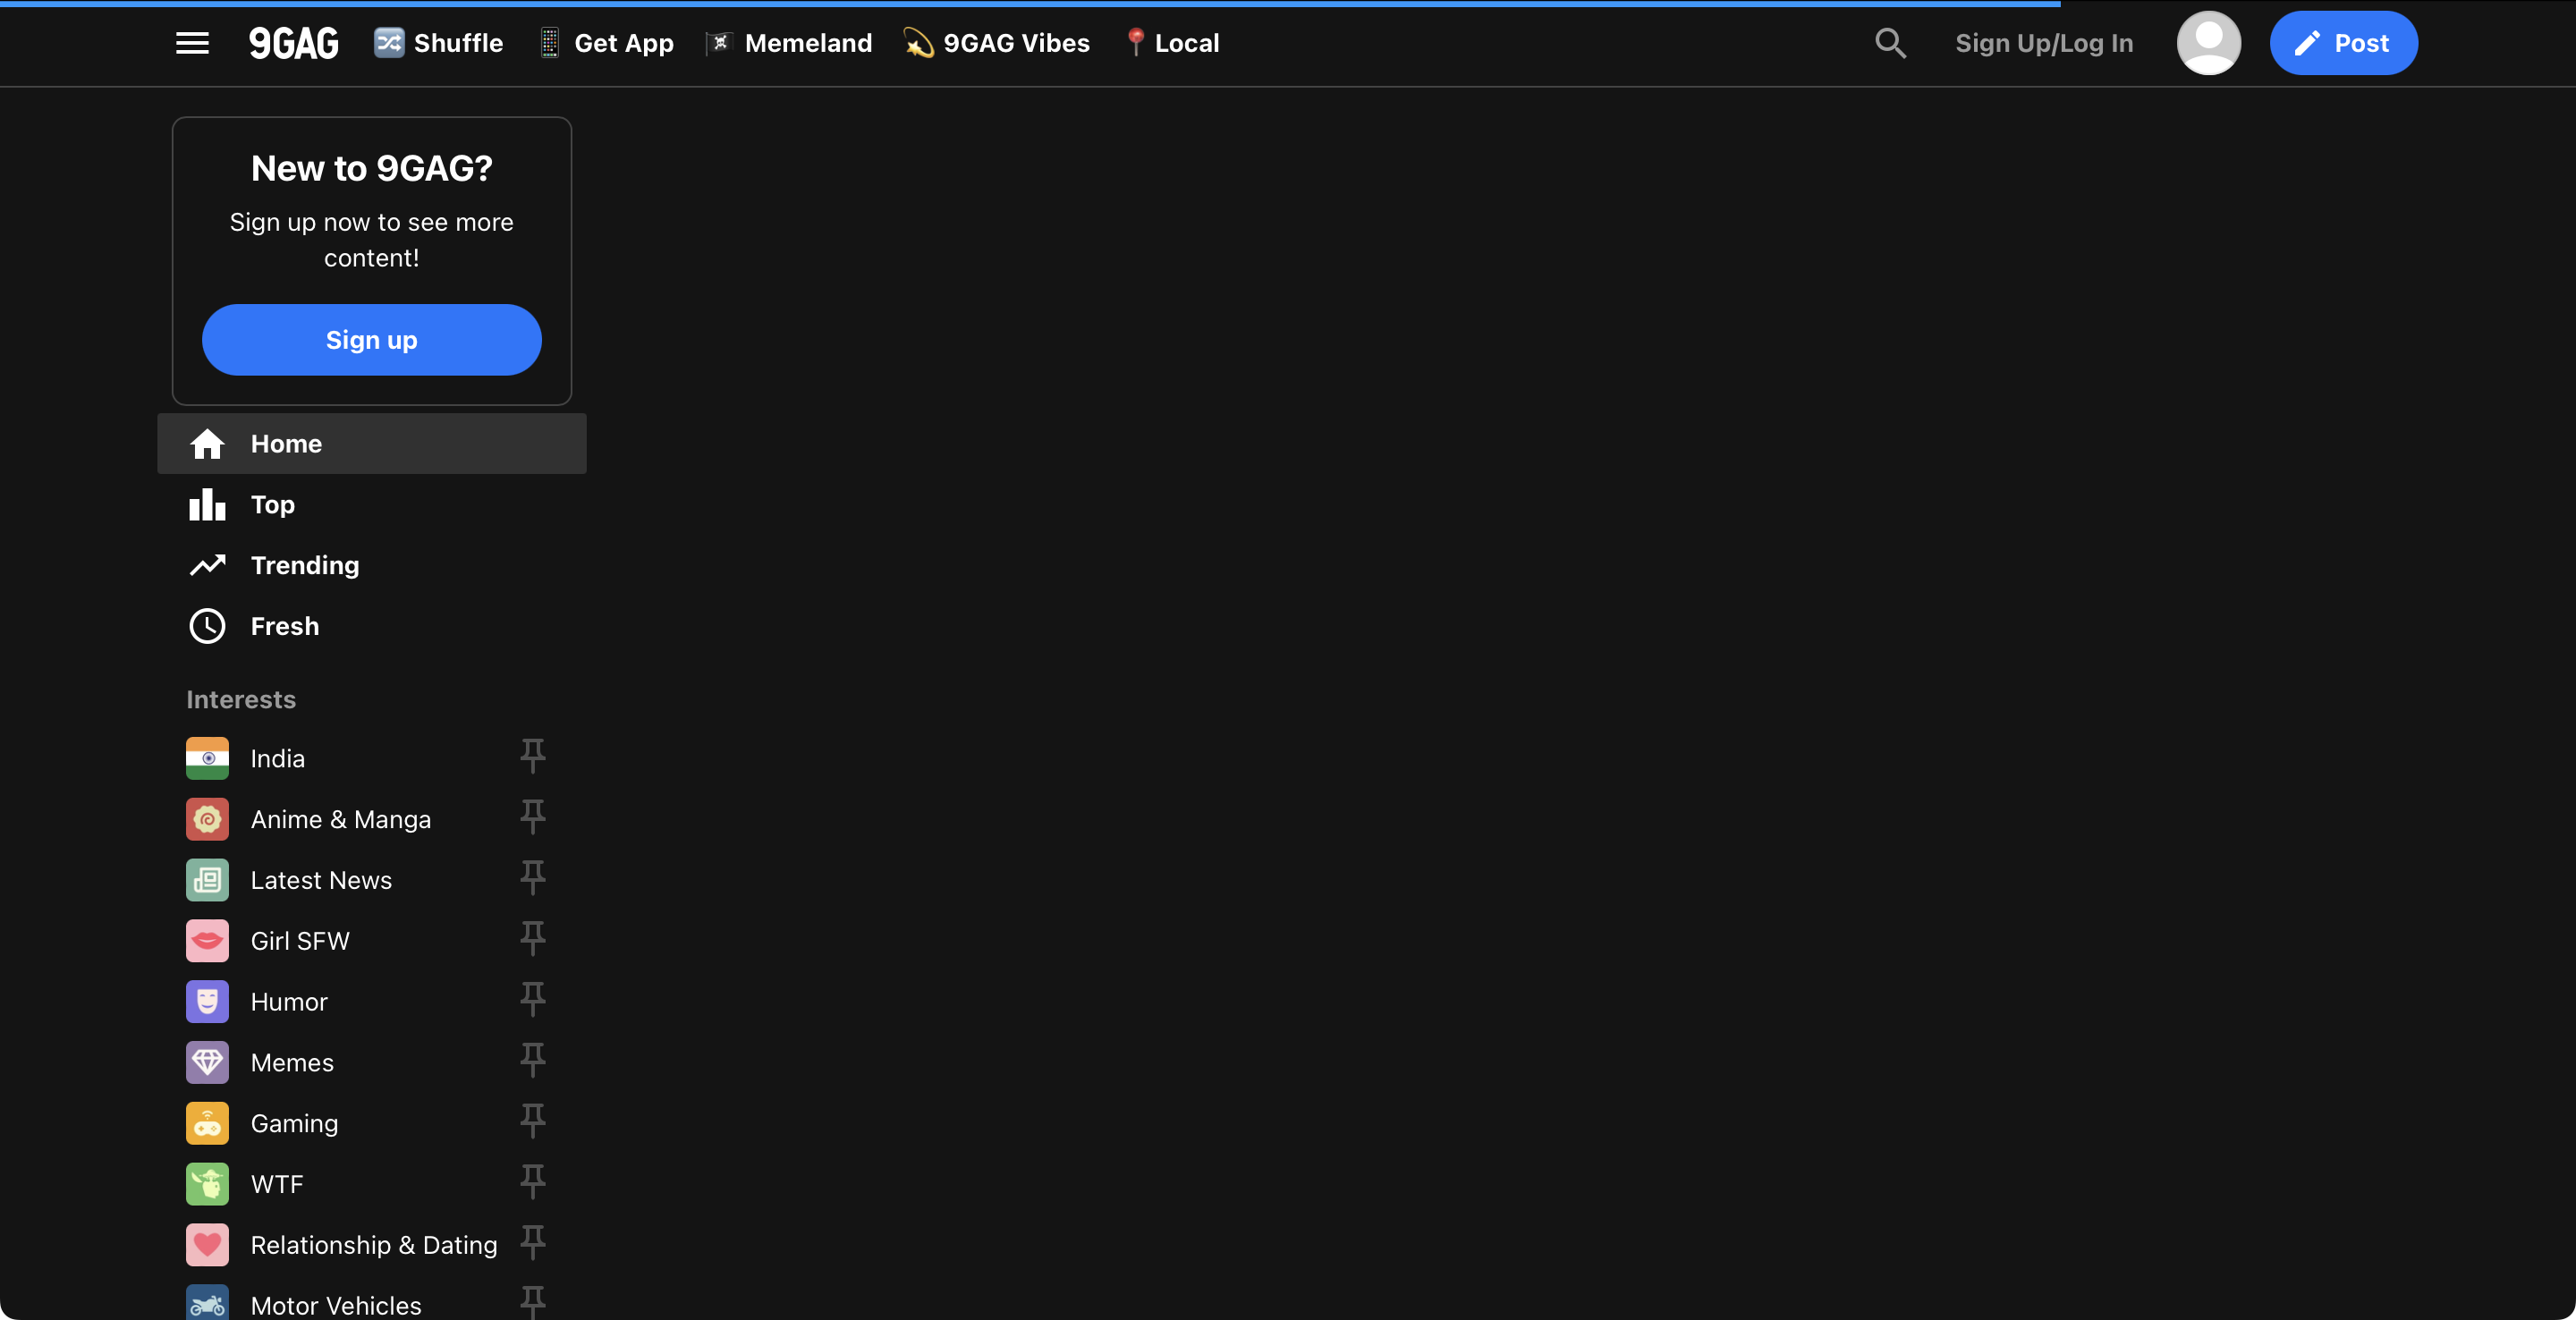 9GAG Shuffle Get App Memeland 9GAG Vibes Local Sign Up/Log In Post
New to 9GAG?
Sign up now to see more
content!
Sign up
Home
Top
Trending
Fresh
Interests
India
Anime & Manga
Latest News
Girl SFW
Humor
Memes
Gaming
WTF
Relationship & Dating
Motor Vehicles